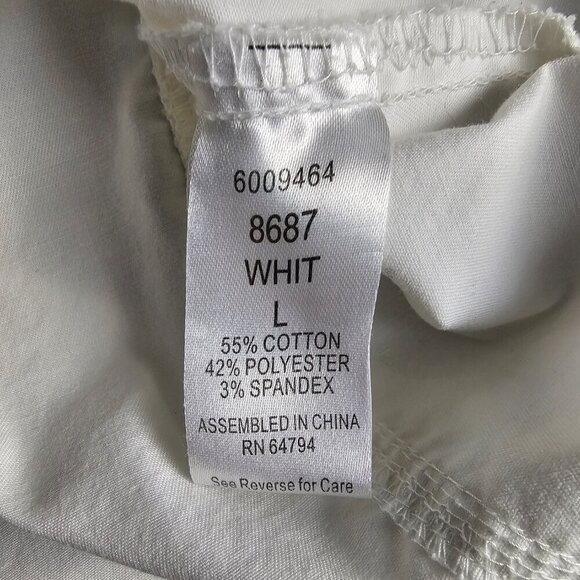 6009464
8687
WHIT
L
55% COTTON
42% POLYESTER
3% SPANDEX
ASSEMBLED IN CHINA
RN 64794
See Reverse for Care